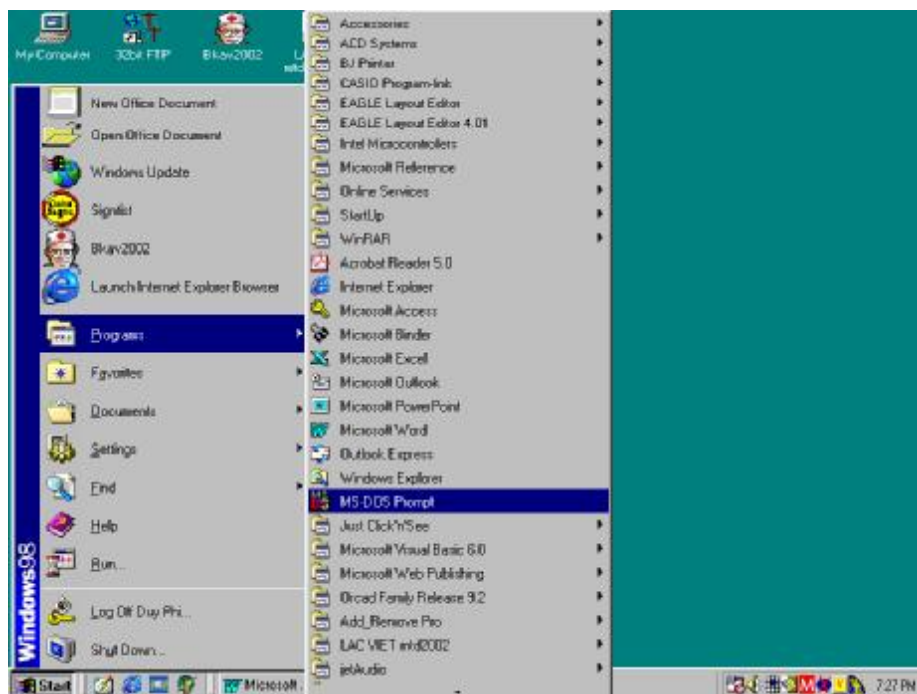 My Computer
32bit FTP
Bkav2002
New Office Document
Open Office Document
Windows Update
Signlist
Bkav2002
Launch Internet Explorer Browser
Programs
Favorites
Documents
Settings
Find
Help
Run...
Log Off Duy Phi...
Shut Down...
Windows98
Accessories
ACD Systems
BJ Printer
CASIO Program-link
EAGLE Layout Editor
EAGLE Layout Editor 4.01
Intel Microcontrollers
Microsoft Reference
Online Services
StartUp
WinRAR
Acrobat Reader 5.0
Internet Explorer
Microsoft Access
Microsoft Binder
Microsoft Excel
Microsoft Outlook
Microsoft PowerPoint
Microsoft Word
Outlook Express
Windows Explorer
MS-DOS Prompt
Just Click'n'See
Microsoft Visual Basic 6.0
Microsoft Web Publishing
Orcad Family Release 9.2
Add_Remove Pro
LAC VIET mtd2002
jetAudio
Start
Microsoft
7:27 PM